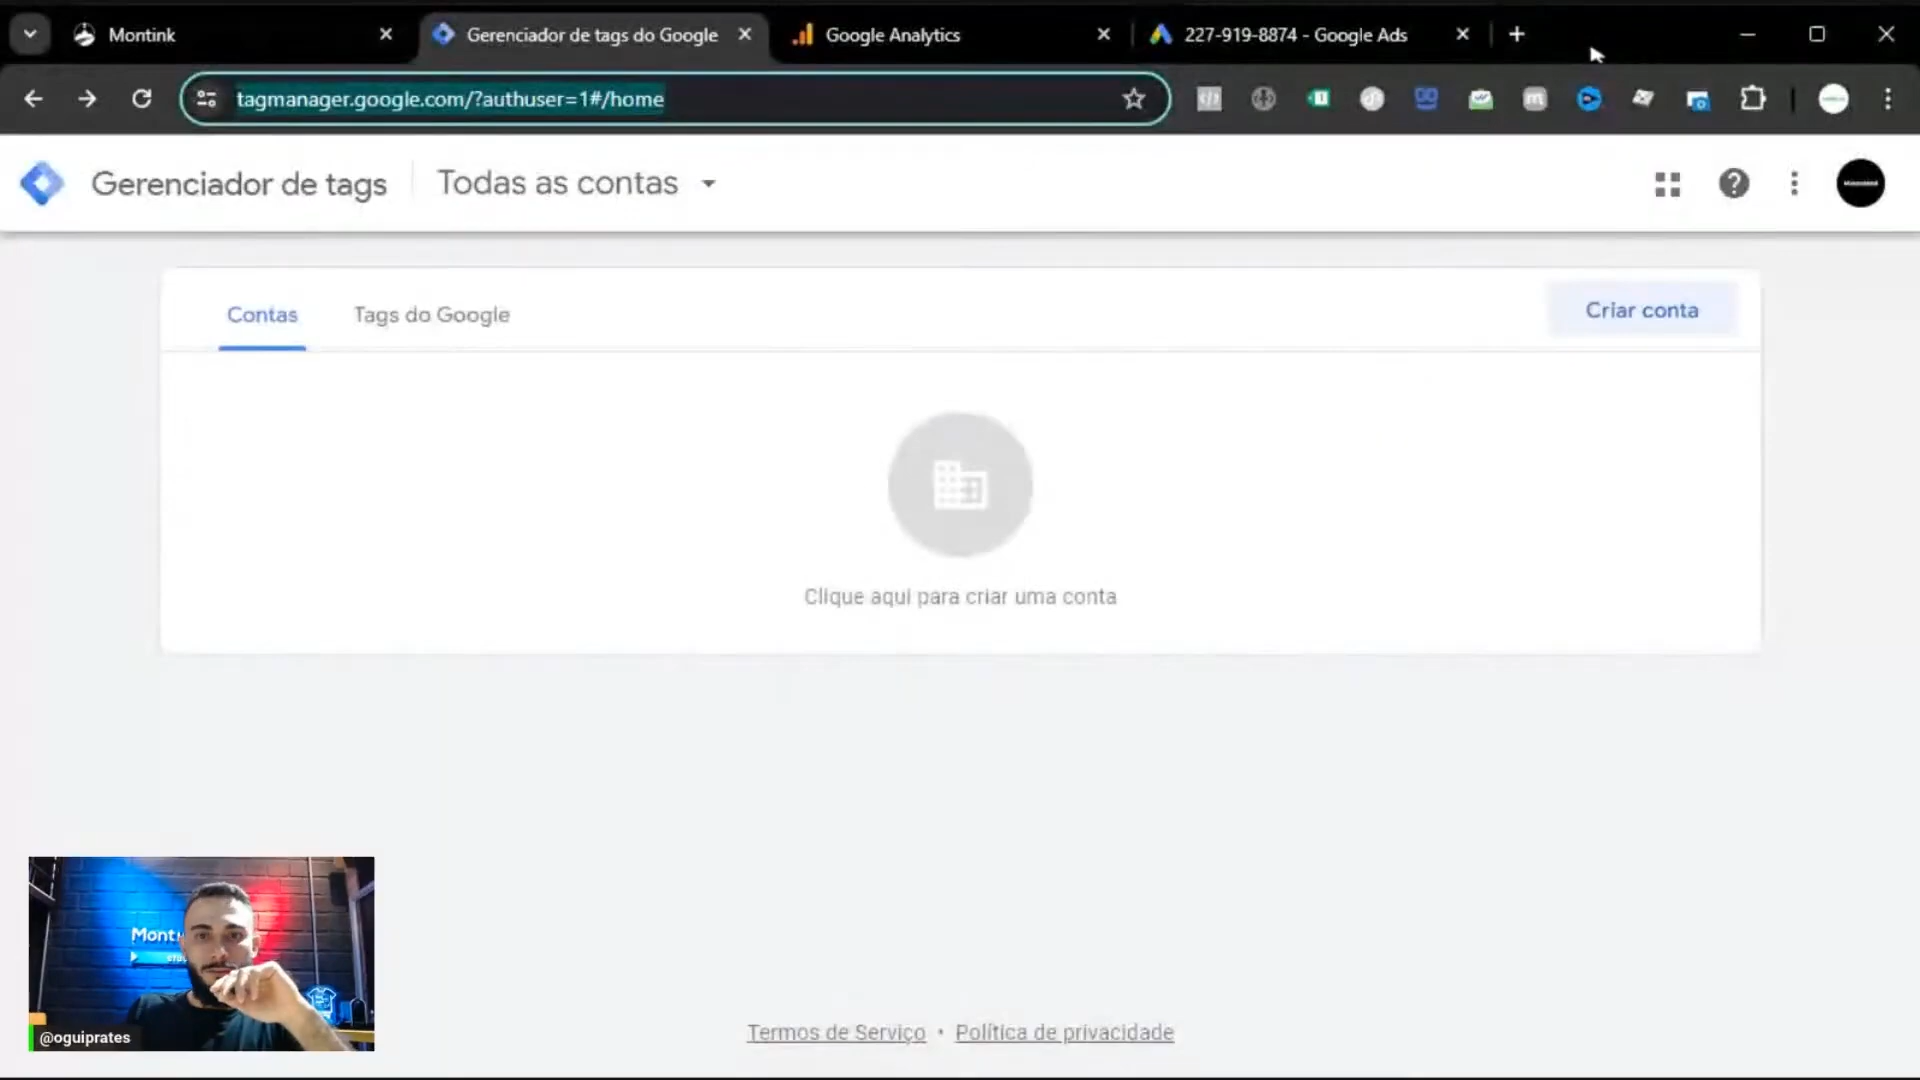 Montink
Gerenciador de tags do Google
Google Analytics
227-919-8874 - Google Ads
tagmanager.google.com/?authuser=1#/home
Gerenciador de tags
Todas as contas
Contas
Tags do Google
Criar conta
Clique aqui para criar uma conta
Mont
@oguiprates
Termos de Serviço • Política de privacidade